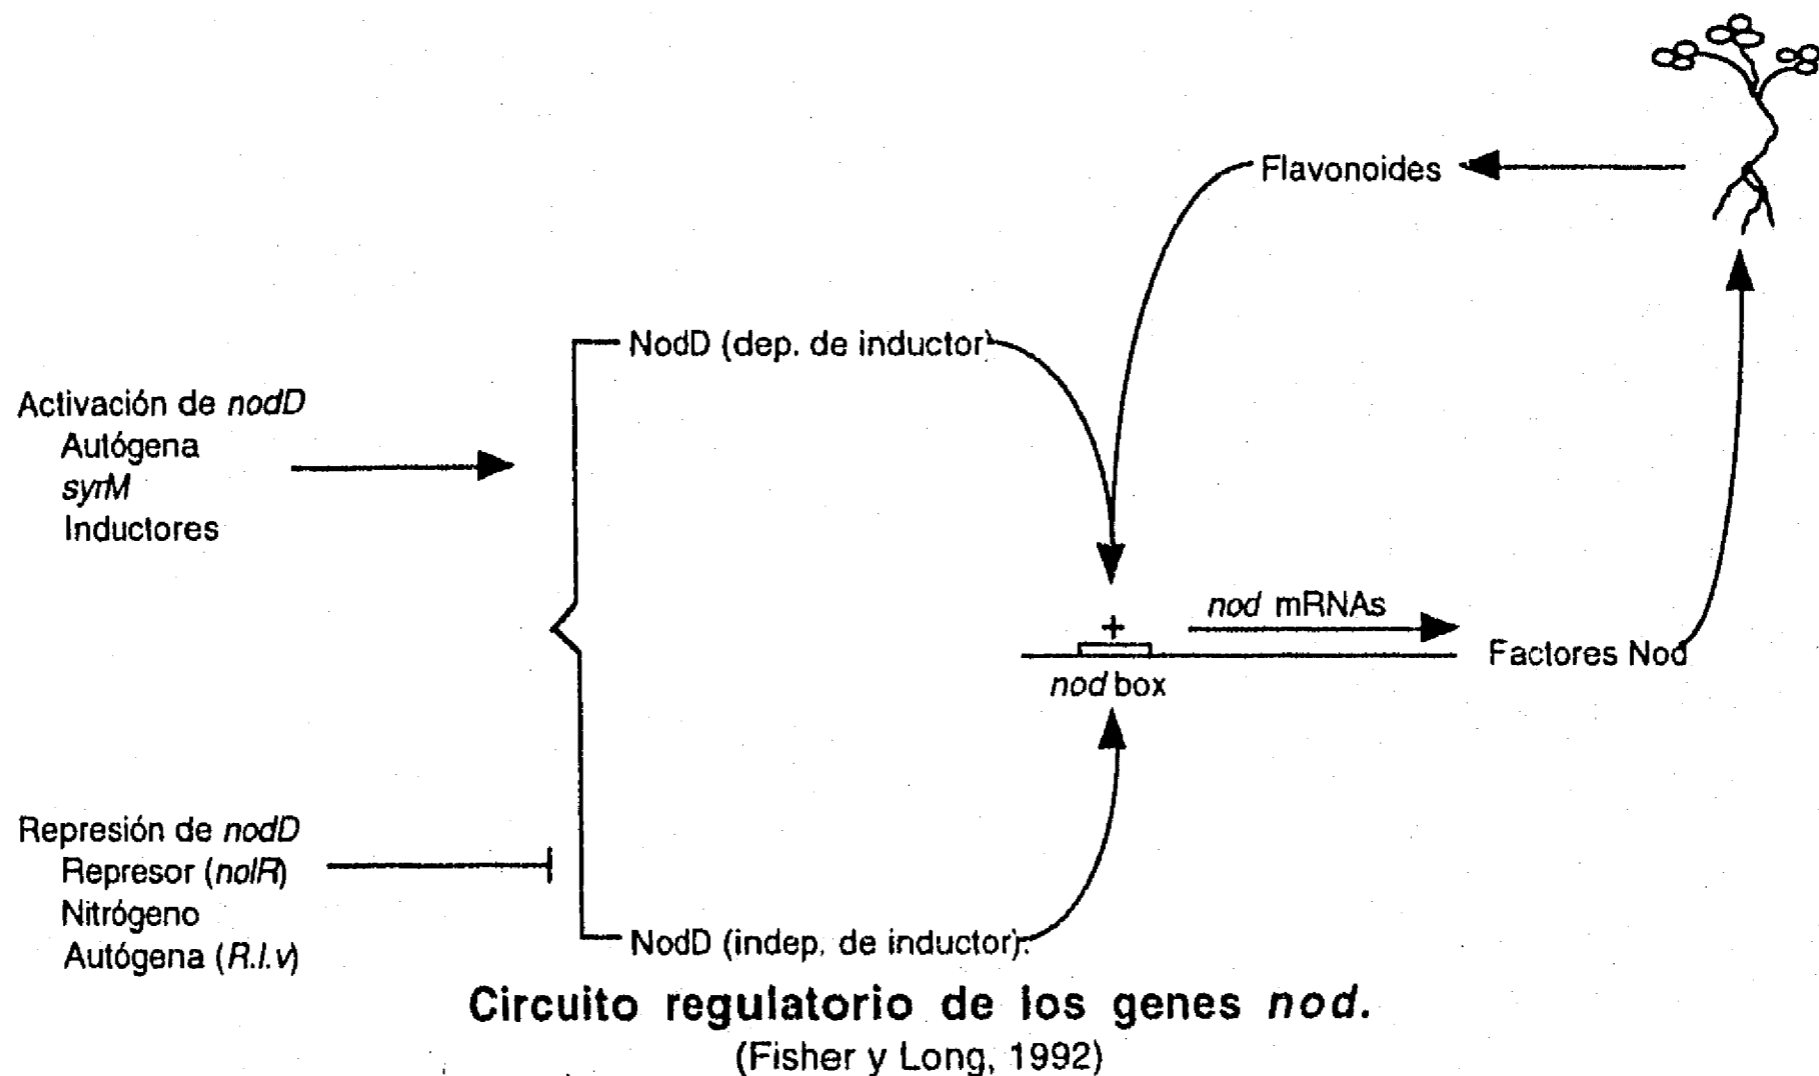 Flavonoides
NodD (dep. de inductor)
Activación de nodD
Autógena
syrM
Inductores
nod mRNAs
+
Factores Nod
nod box
Represión de nodD
Represor (nolR)
Nitrógeno
Autógena (R.l.v)
NodD (indep. de inductor).
Circuito regulatorio de los genes nod.
(Fisher y Long, 1992)